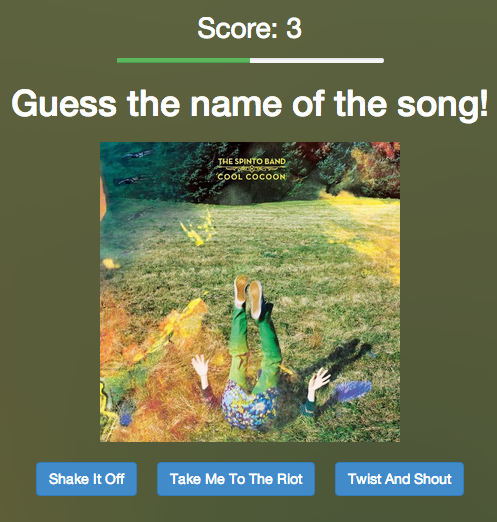 Score: 3
Guess the name of the song!
THE SPINTO BAND
COOL COCOON
Shake It Off
Take Me To The Riot
Twist And Shout